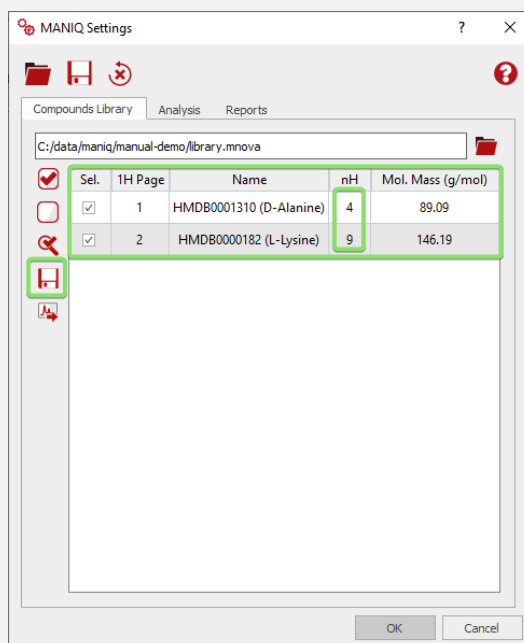 MANIQ Settings ? X
Compounds Library Analysis Reports
C:/data/maniq/manual-demo/library.mnova
Sel. 1H Page Name nH Mol. Mass (g/mol)
1 HMDB0001310 (D-Alanine) 4 89.09
2 HMDB0000182 (L-Lysine) 9 146.19
OK Cancel